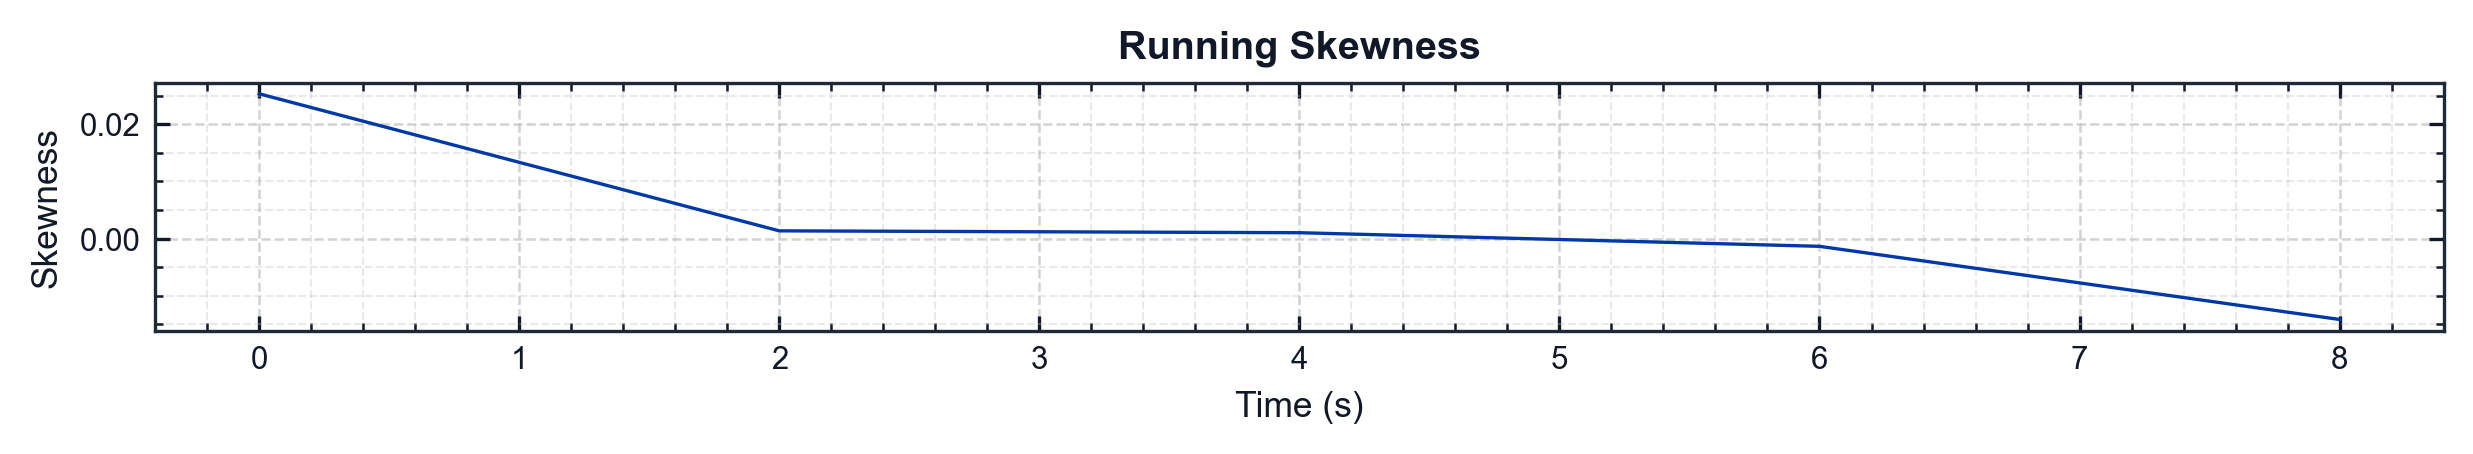 Running Skewness
Skewness
0.02
0.00
0 1 2 3 4 5 6 7 8
Time (s)